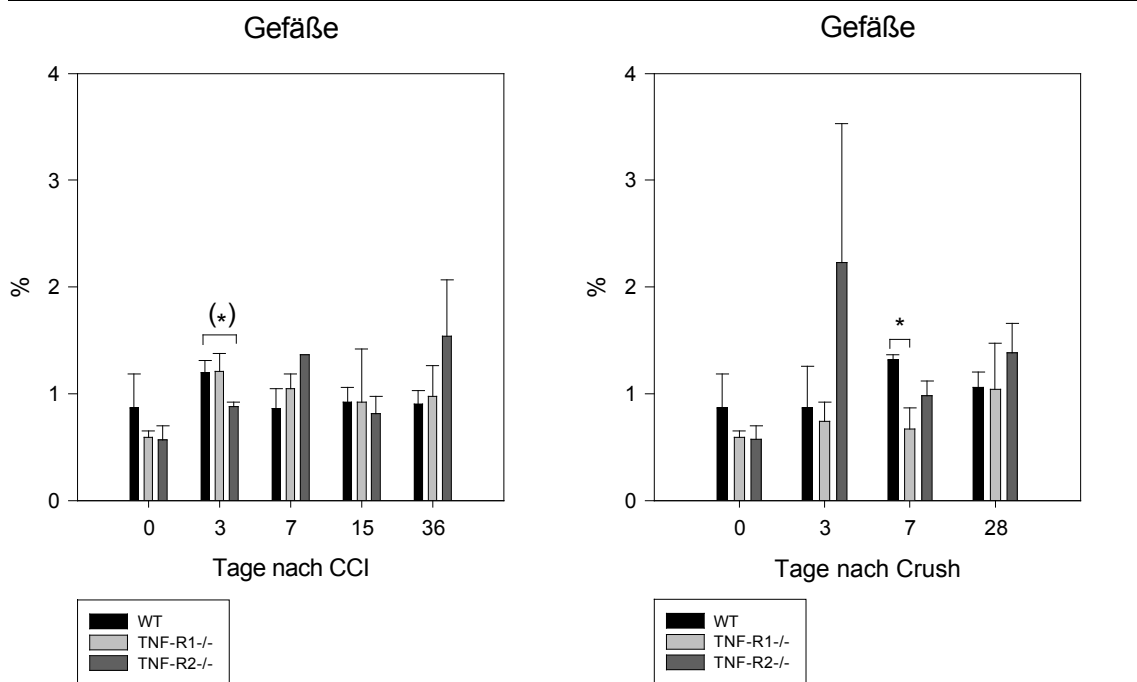 Gefäße
4
3
2
1
0
%
(*)
0 3 7 15 36
Tage nach CCI
WT
TNF-R1-/-
TNF-R2-/-
Gefäße
4
3
2
1
0
%
*
0 3 7 28
Tage nach Crush
WT
TNF-R1-/-
TNF-R2-/-